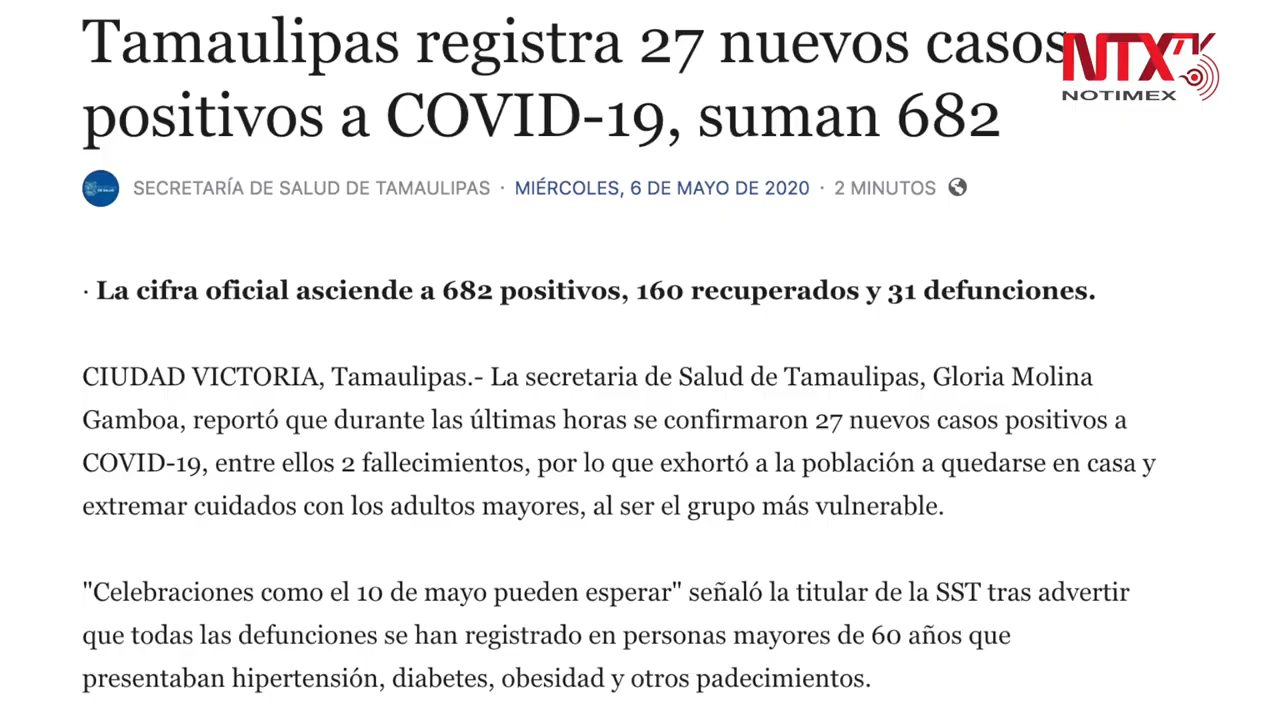 Tamaulipas registra 27 nuevos casos
positivos a COVID-19, suman 682
NTX
NOTIMEX
SECRETARÍA DE SALUD DE TAMAULIPAS · MIÉRCOLES, 6 DE MAYO DE 2020 · 2 MINUTOS
· La cifra oficial asciende a 682 positivos, 160 recuperados y 31 defunciones.
CIUDAD VICTORIA, Tamaulipas.- La secretaria de Salud de Tamaulipas, Gloria Molina
Gamboa, reportó que durante las últimas horas se confirmaron 27 nuevos casos positivos a
COVID-19, entre ellos 2 fallecimientos, por lo que exhortó a la población a quedarse en casa y
extremar cuidados con los adultos mayores, al ser el grupo más vulnerable.
"Celebraciones como el 10 de mayo pueden esperar" señaló la titular de la SST tras advertir
que todas las defunciones se han registrado en personas mayores de 60 años que
presentaban hipertensión, diabetes, obesidad y otros padecimientos.